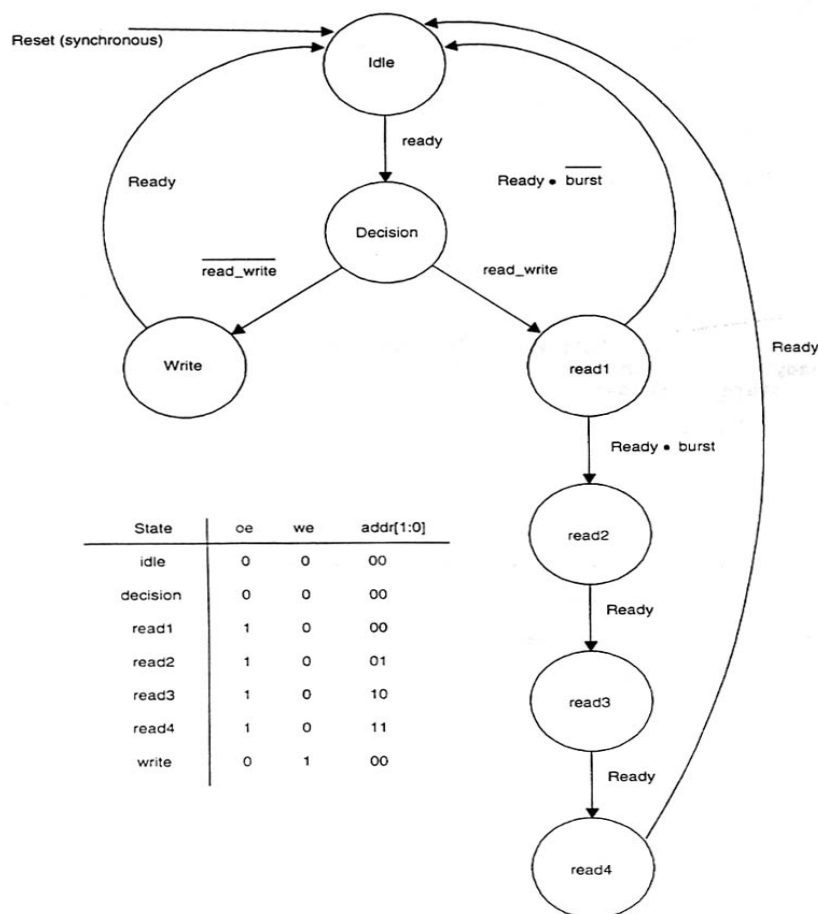 Reset (synchronous)
Idle
ready
Ready
Ready • b̅u̅r̅s̅t̅
Decision
r̅e̅a̅d̅_̅w̅r̅i̅t̅e̅
read_write
Write
read1
Ready
Ready • burst
read2
Ready
read3
Ready
read4
State oe we addr[1:0]
idle 0 0 00
decision 0 0 00
read1 1 0 00
read2 1 0 01
read3 1 0 10
read4 1 0 11
write 0 1 00